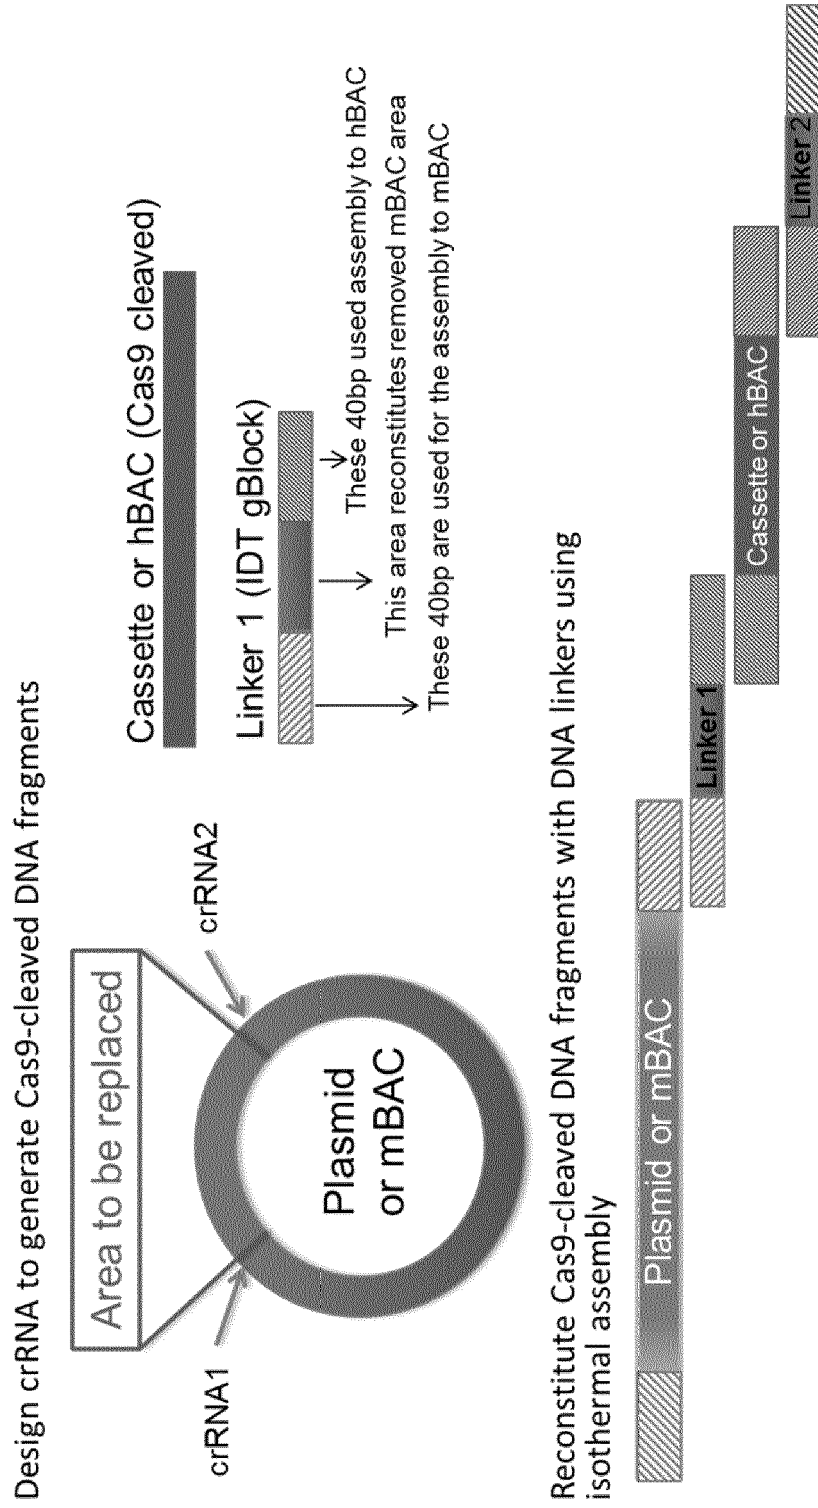 Design crRNA to generate Cas9-cleaved DNA fragments
Area to be replaced
crRNA1
crRNA2
Plasmid
or mBAC
Cassette or hBAC (Cas9 cleaved)
Linker 1 (IDT gBlock)
These 40bp used assembly to hBAC
This area reconstitutes removed mBAC area
These 40bp are used for the assembly to mBAC
Reconstitute Cas9-cleaved DNA fragments with DNA linkers using
isothermal assembly
Plasmid or mBAC
Linker 1
Cassette or hBAC
Linker 2